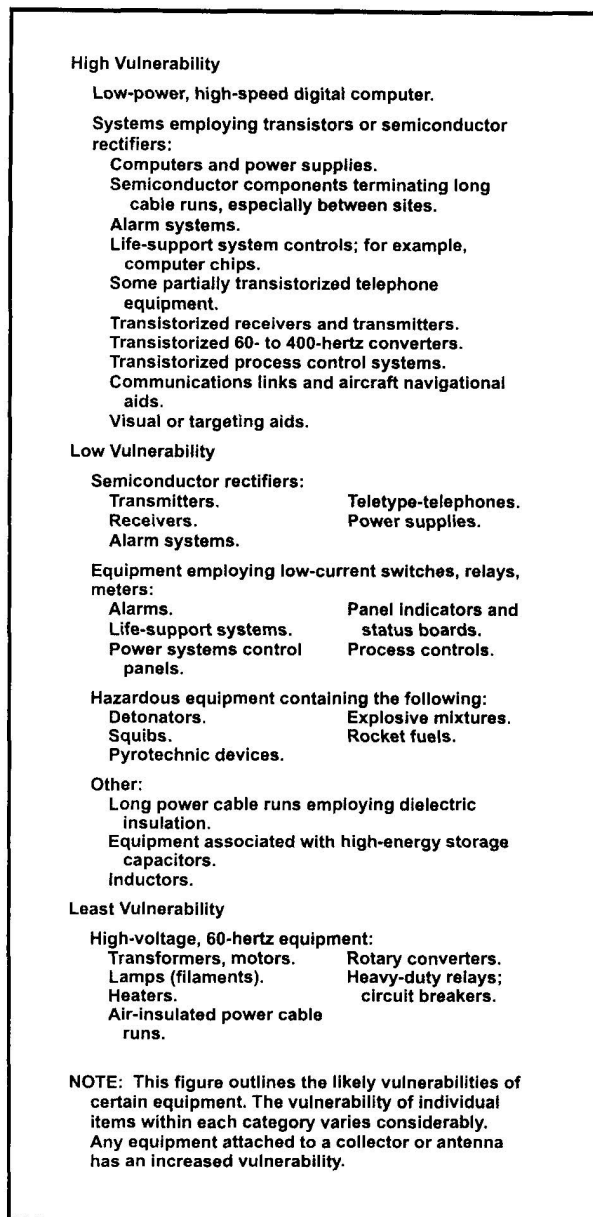 High Vulnerability
Low-power, high-speed digital computer.
Systems employing transistors or semiconductor
rectifiers:
Computers and power supplies.
Semiconductor components terminating long
cable runs, especially between sites.
Alarm systems.
Life-support system controls; for example,
computer chips.
Some partially transistorized telephone
equipment.
Transistorized receivers and transmitters.
Transistorized 60- to 400-hertz converters.
Transistorized process control systems.
Communications links and aircraft navigational
aids.
Visual or targeting aids.
Low Vulnerability
Semiconductor rectifiers:
Transmitters. Teletype-telephones.
Receivers. Power supplies.
Alarm systems.
Equipment employing low-current switches, relays,
meters:
Alarms. Panel indicators and
Life-support systems. status boards.
Power systems control Process controls.
panels.
Hazardous equipment containing the following:
Detonators. Explosive mixtures.
Squibs. Rocket fuels.
Pyrotechnic devices.
Other:
Long power cable runs employing dielectric
insulation.
Equipment associated with high-energy storage
capacitors.
Inductors.
Least Vulnerability
High-voltage, 60-hertz equipment:
Transformers, motors. Rotary converters.
Lamps (filaments). Heavy-duty relays;
Heaters. circuit breakers.
Air-insulated power cable
runs.
NOTE: This figure outlines the likely vulnerabilities of
certain equipment. The vulnerability of individual
items within each category varies considerably.
Any equipment attached to a collector or antenna
has an increased vulnerability.